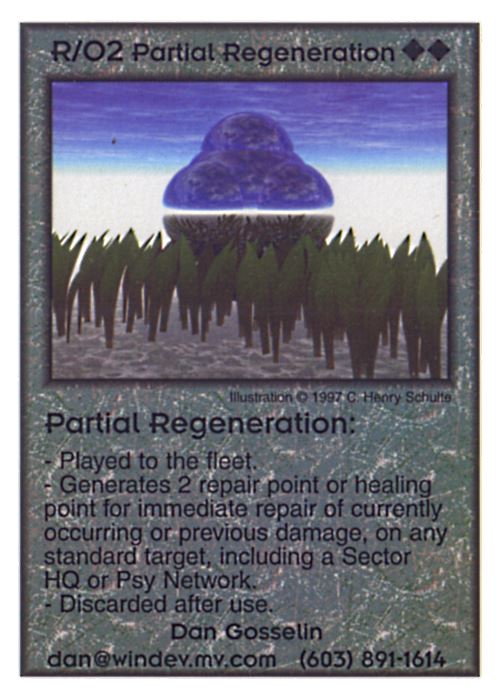 R/O2 Partial Regeneration ◆◆
Illustration © 1997 C. Henry Schulte
Partial Regeneration:
- Played to the fleet.
- Generates 2 repair point or healing
point for immediate repair of currently
occurring or previous damage, on any
standard target, including a Sector
HQ or Psy Network.
- Discarded after use.
Dan Gosselin
dan@windev.mv.com (603) 891-1614